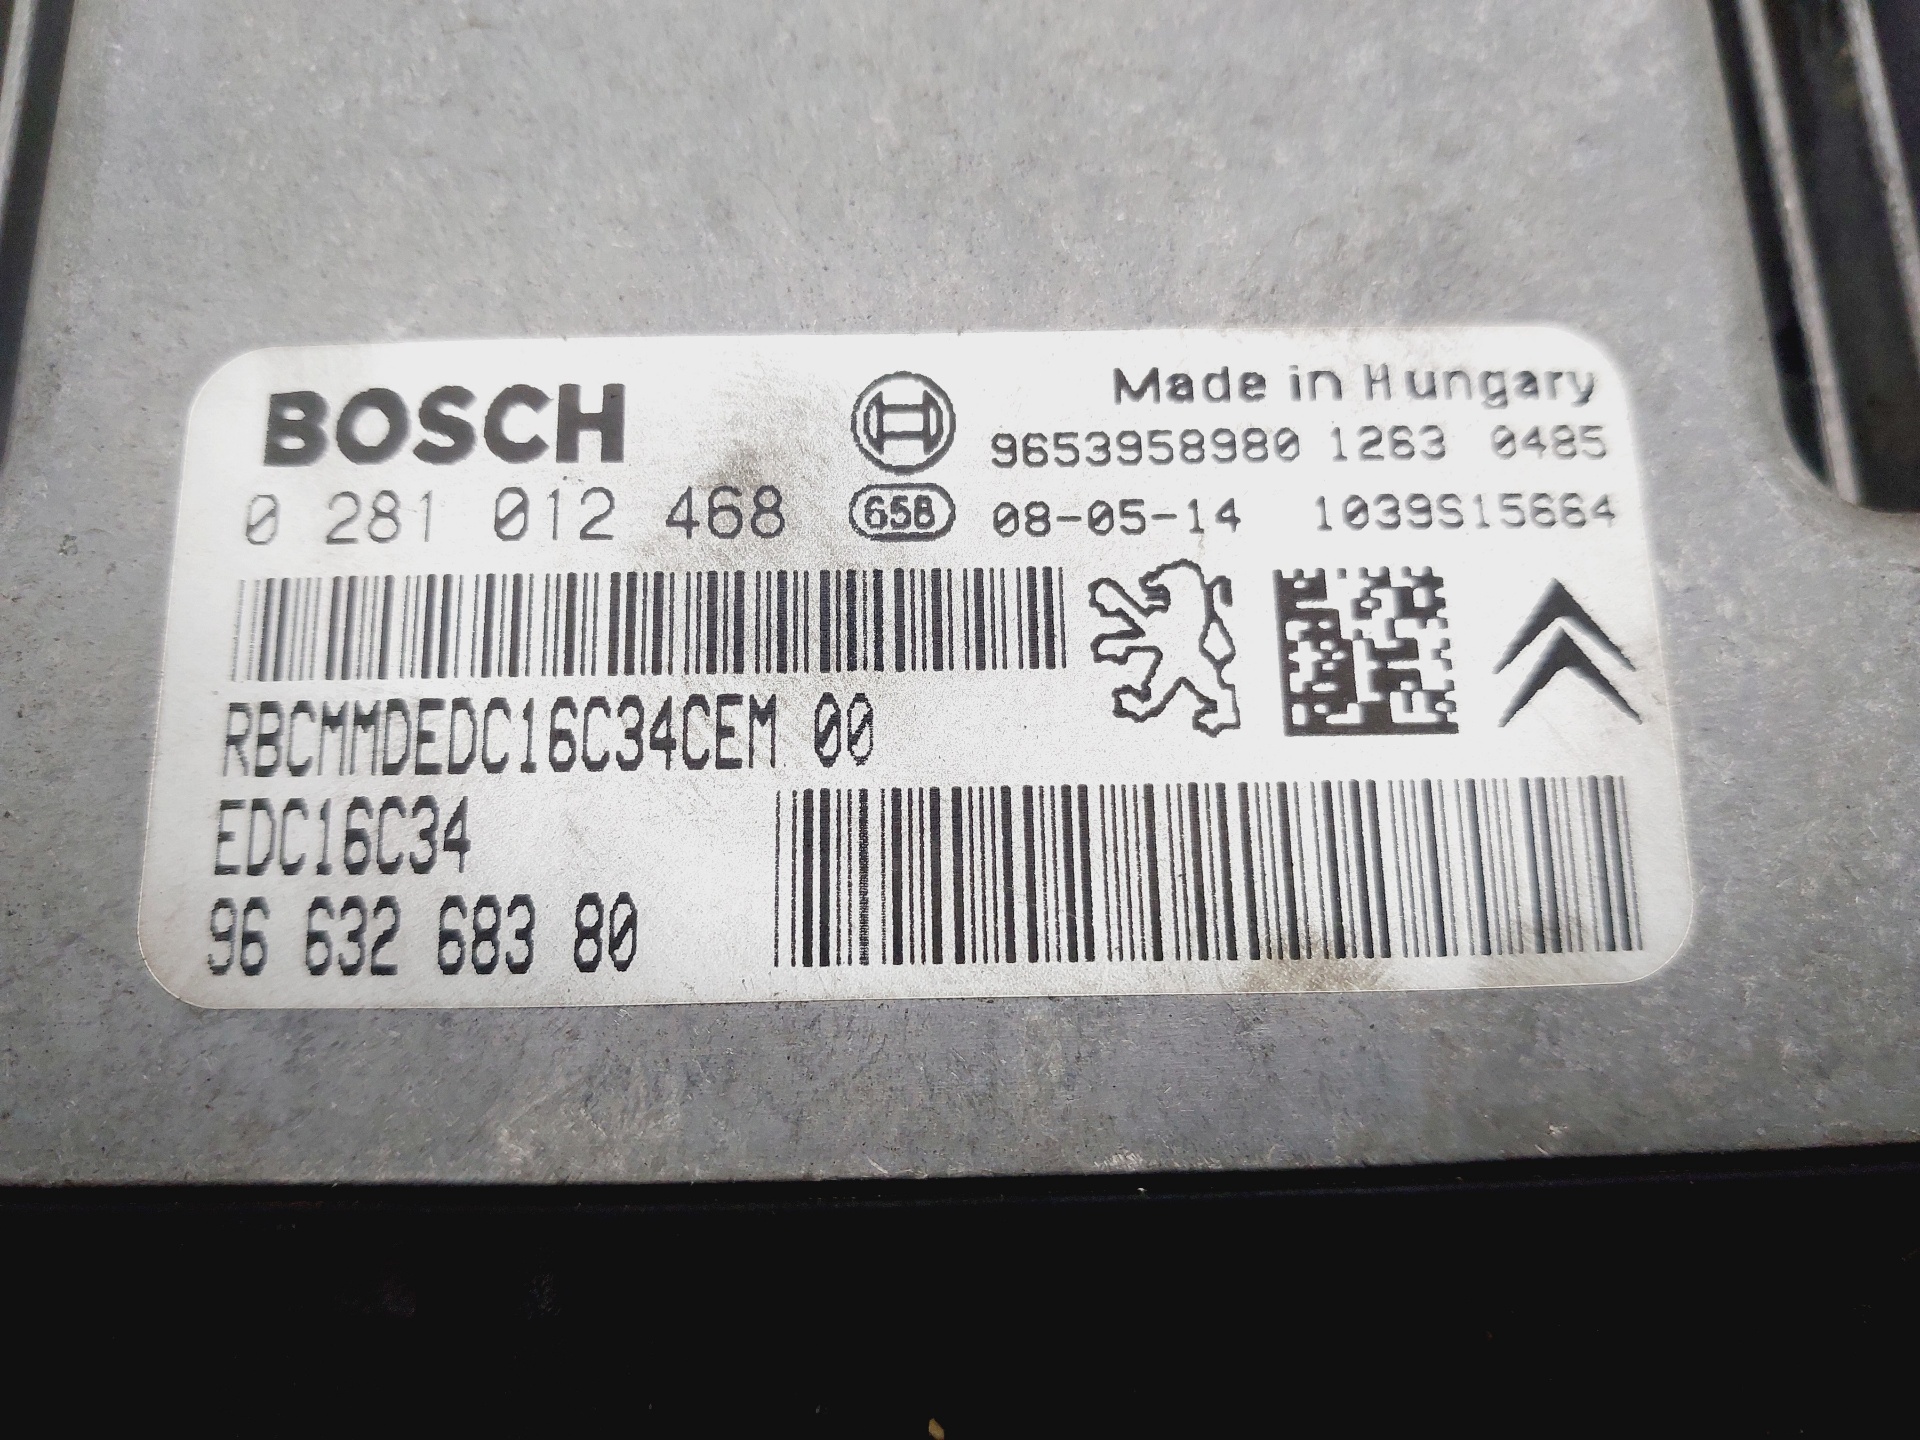 BOSCH
Made in Hungary
9653958980 1263 0485
0 281 012 468
658
08-05-14 1039S15664
RBCMMDEDC16C34CEM 00
EDC16C34
96 632 683 80